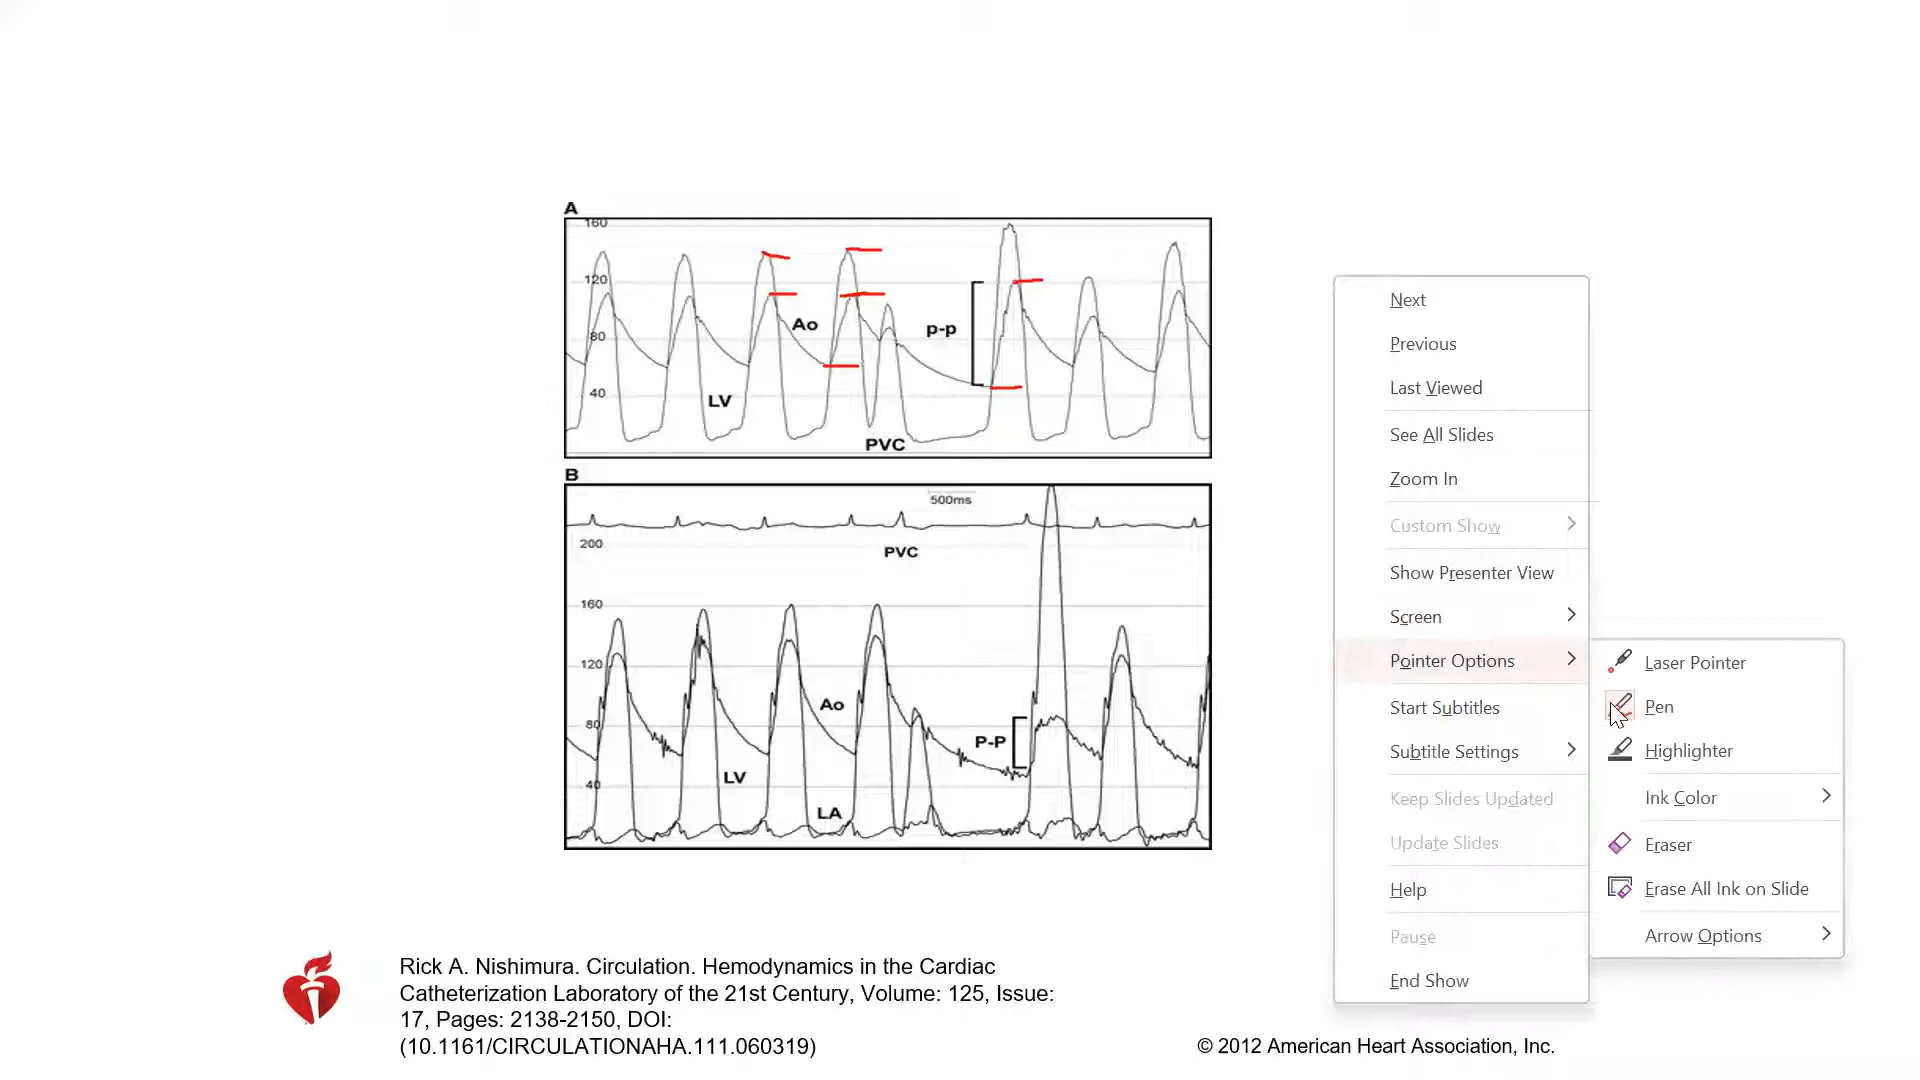 A
160
120
80
40
Ao
LV
p-p
PVC
B
500ms
200
PVC
160
120
80
40
Ao
LV
LA
P-P
Next
Previous
Last Viewed
See All Slides
Zoom In
Custom Show
Show Presenter View
Screen
Pointer Options
Start Subtitles
Subtitle Settings
Keep Slides Updated
Update Slides
Help
Pause
End Show
Laser Pointer
Pen
Highlighter
Ink Color
Eraser
Erase All Ink on Slide
Arrow Options
Rick A. Nishimura. Circulation. Hemodynamics in the Cardiac
Catheterization Laboratory of the 21st Century, Volume: 125, Issue:
17, Pages: 2138-2150, DOI:
(10.1161/CIRCULATIONAHA.111.060319)
© 2012 American Heart Association, Inc.